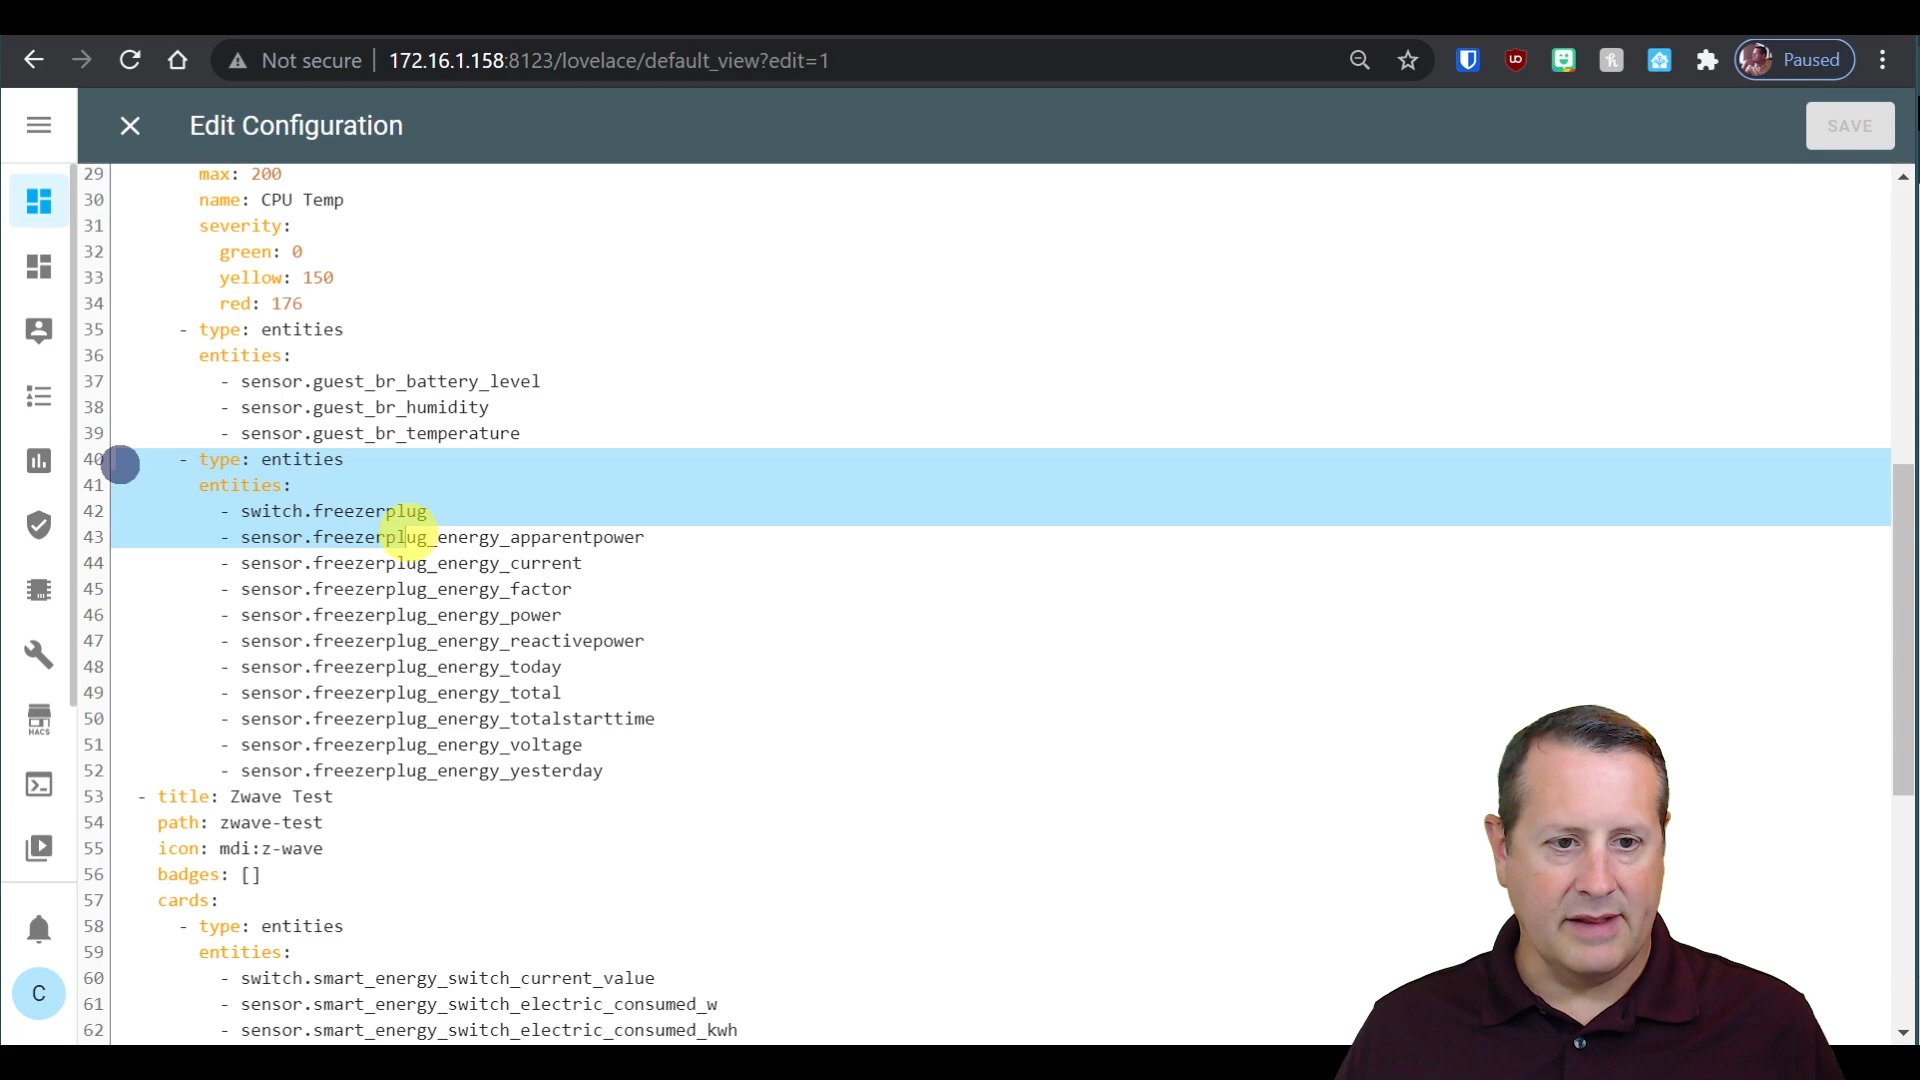 Not secure 172.16.1.158:8123/lovelace/default_view?edit=1 Paused
Edit Configuration SAVE
29 max: 200
30 name: CPU Temp
31 severity:
32 green: 0
33 yellow: 150
34 red: 176
35 - type: entities
36 entities:
37 - sensor.guest_br_battery_level
38 - sensor.guest_br_humidity
39 - sensor.guest_br_temperature
40 - type: entities
41 entities:
42 - switch.freezerplug
43 - sensor.freezerplug_energy_apparentpower
44 - sensor.freezerplug_energy_current
45 - sensor.freezerplug_energy_factor
46 - sensor.freezerplug_energy_power
47 - sensor.freezerplug_energy_reactivepower
48 - sensor.freezerplug_energy_today
49 - sensor.freezerplug_energy_total
50 - sensor.freezerplug_energy_totalstarttime
51 - sensor.freezerplug_energy_voltage
52 - sensor.freezerplug_energy_yesterday
53 - title: Zwave Test
54 path: zwave-test
55 icon: mdi:z-wave
56 badges: []
57 cards:
58 - type: entities
59 entities:
60 - switch.smart_energy_switch_current_value
61 - sensor.smart_energy_switch_electric_consumed_w
62 - sensor.smart_energy_switch_electric_consumed_kwh
HACS
C